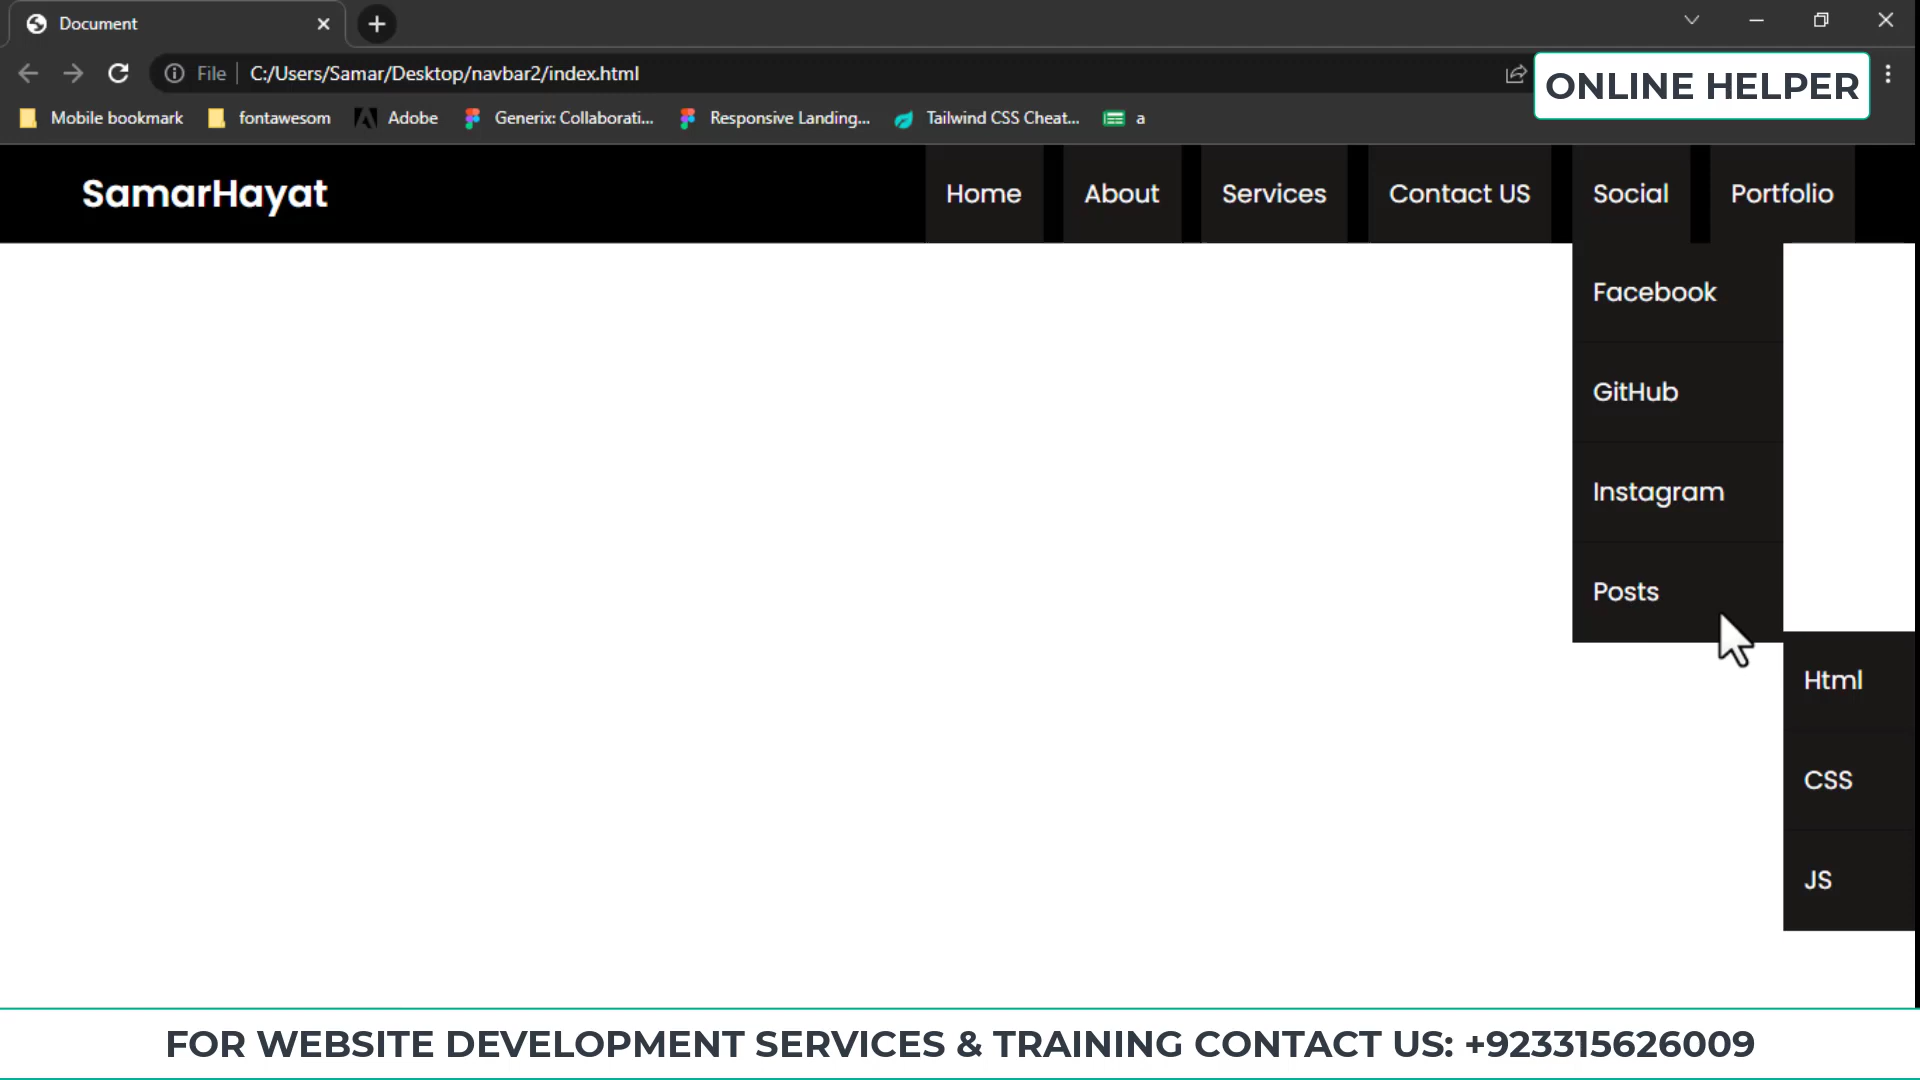 Document
File C:/Users/Samar/Desktop/navbar2/index.html
ONLINE HELPER
Mobile bookmark fontawesom Adobe Generix: Collaborati... Responsive Landing... Tailwind CSS Cheat... a
SamarHayat Home About Services Contact US Social Portfolio
Facebook
GitHub
Instagram
Posts
Html
CSS
JS
FOR WEBSITE DEVELOPMENT SERVICES & TRAINING CONTACT US: +923315626009